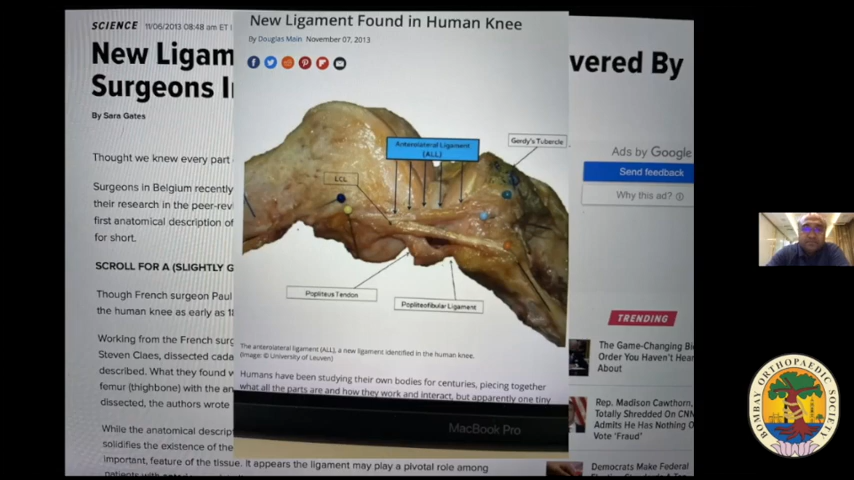 SCIENCE 11/06/2013 08:48 am ET
New Ligam
Surgeons I
vered By
By Sara Gates
Thought we knew every part
Surgeons in Belgium recently
their research in the peer-rev
first anatomical description of
for short.
SCROLL FOR A (SLIGHTLY G
Though French surgeon Paul
the human knee as early as 18
Working from the French surg
Steven Claes, dissected cada
described. What they found w
femur (thighbone) with the an
dissected, the authors wrote
While the anatomical descrip
solidifies the existence of the
important, feature of the tissue. It appears the ligament may play a pivotal role among
New Ligament Found in Human Knee
By Douglas Main November 07, 2013
Anterolateral Ligament
(ALL)
Gerdy's Tubercle
LCL
Popliteus Tendon
Popliteofibular Ligament
The anterolateral ligament (ALL), a new ligament identified in the human knee.
(Image: © University of Leuven)
Humans have been studying their own bodies for centuries, piecing together
what all the parts are and how they work and interact, but apparently one tiny
MacBook Pro
Ads by Google
Send feedback
Why this ad?
TRENDING
The Game-Changing Bi
Order You Haven't Hear
About
Rep. Madison Cawthorn,
Totally Shredded On CNN
Admits He Has Nothing O
Vote 'Fraud"
Democrats Make Federal
BOMBAY ORTHOPAEDIC SOCIETY